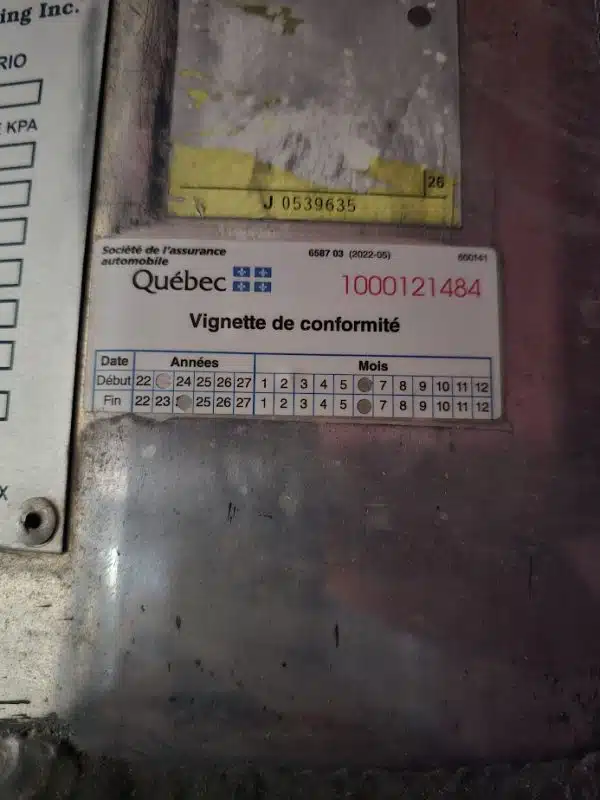 ing Inc.
RIO
KPA
26
J 0539635
Société de l'assurance
automobile
Québec
6587 03 (2022-05)
1000121484
Vignette de conformité
Date Années Mois
Début 22 24 25 26 27 1 2 3 4 5 7 8 9 10 11 12
Fin 22 23 25 26 27 1 2 3 4 5 7 8 9 10 11 12
X